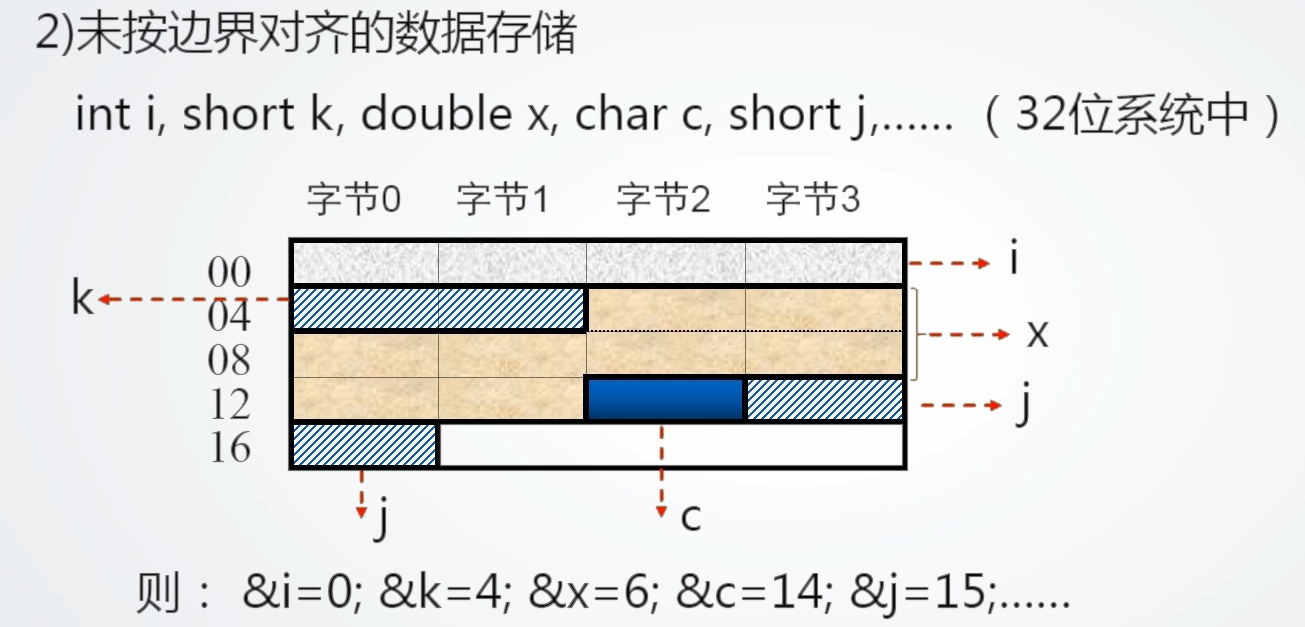 2)未按边界对齐的数据存储
int i, short k, double x, char c, short j,…… （32位系统中）
字节0 字节1 字节2 字节3
00 i
k
04
x
08
12 j
16
j c
则： &i=0; &k=4; &x=6; &c=14; &j=15;……